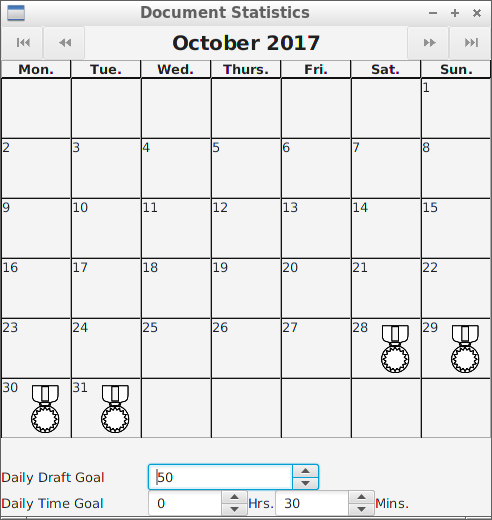 Document Statistics
October 2017
Mon. Tue. Wed. Thurs. Fri. Sat. Sun.
1
2 3 4 5 6 7 8
9 10 11 12 13 14 15
16 17 18 19 20 21 22
23 24 25 26 27 28 29
30 31
Daily Draft Goal 50
Daily Time Goal 0 Hrs. 30 Mins.